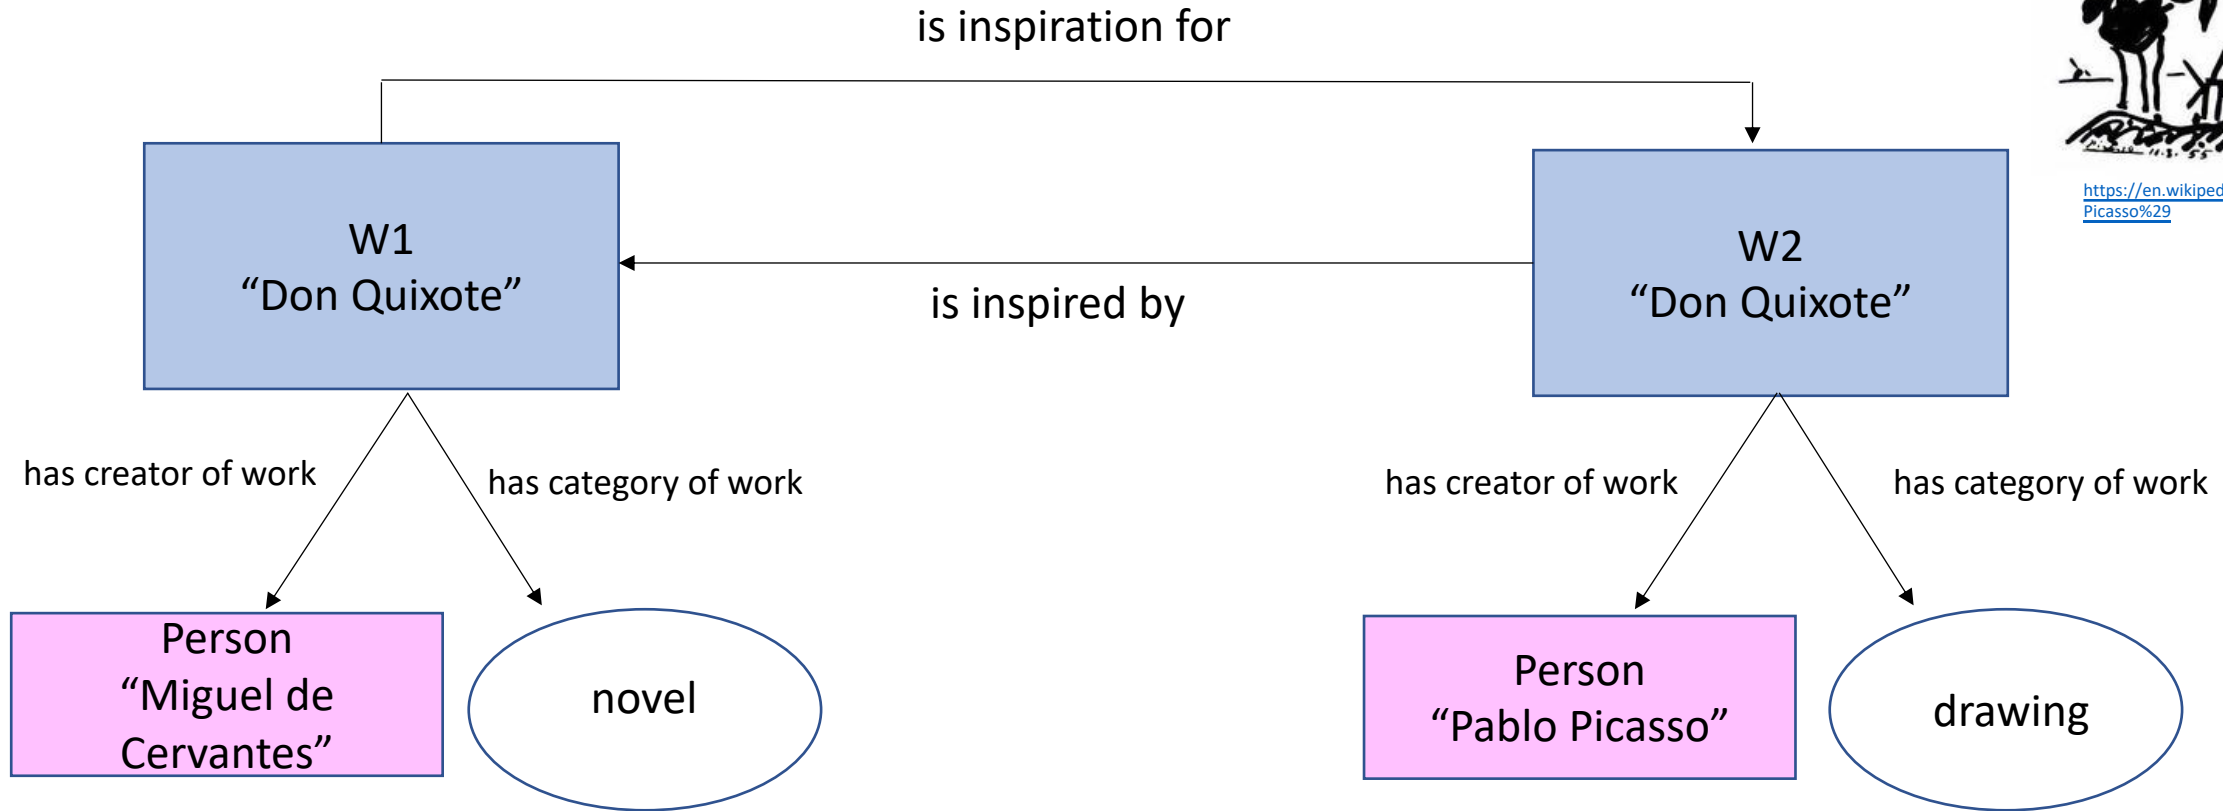 is inspiration for
https://en.wikiped
Picasso%29
W1
“Don Quixote”
is inspired by
W2
“Don Quixote”
has creator of work
has category of work
has creator of work
has category of work
Person
“Miguel de
Cervantes”
novel
Person
“Pablo Picasso”
drawing